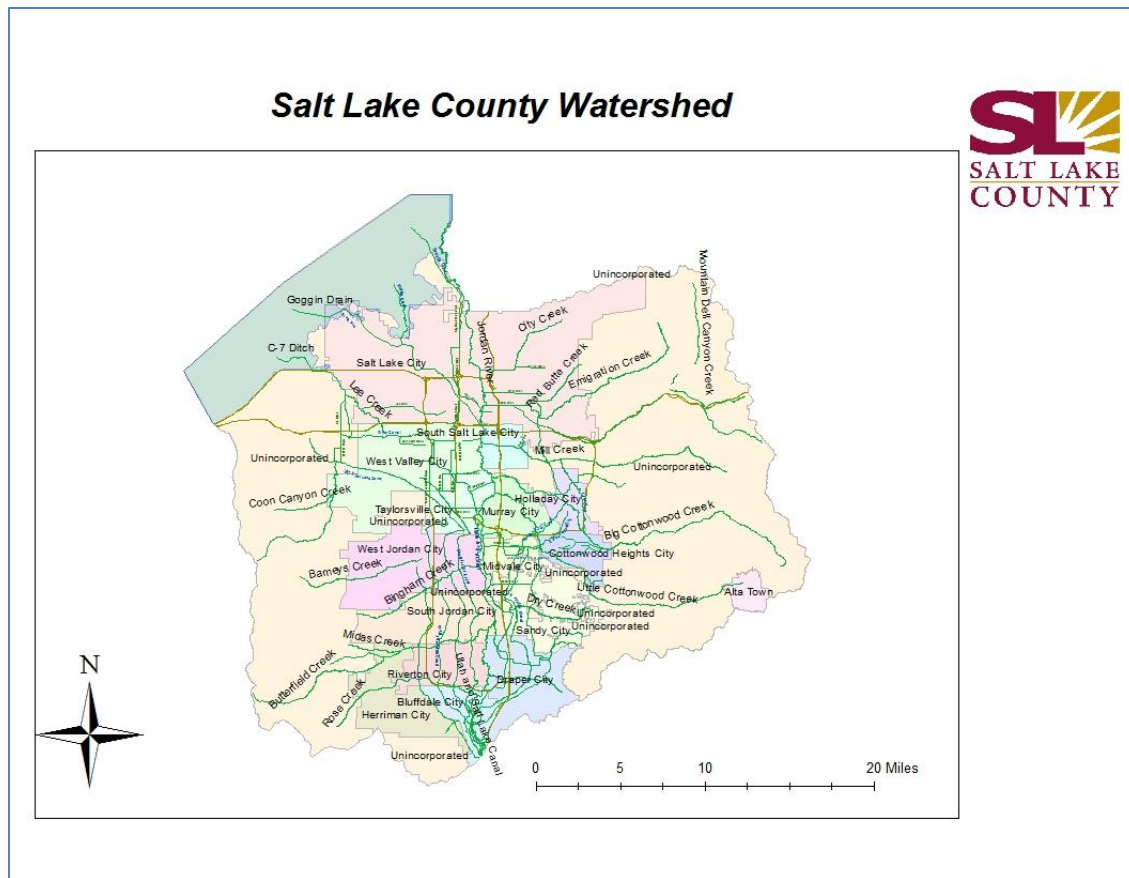 Salt Lake County Watershed
SL
SALT LAKE
COUNTY
Unincorporated
Mountain Dell Canyon Creek
Goggin Drain
City Creek
Jordan River
C-7 Ditch
Salt Lake City
Red Butte Creek
Emigration Creek
Lee Creek
South Salt Lake City
Mill Creek
Unincorporated
West Valley City
Unincorporated
Coon Canyon Creek
Holladay City
Taylorsville City
Murray City
Unincorporated
Big Cottonwood Creek
West Jordan City
Cottonwood Heights City
Barneys Creek
Midvale City
Unincorporated
Bingham Creek
Unincorporated
Little Cottonwood Creek
Alta Town
Dry Creek
South Jordan City
Unincorporated
Unincorporated
Sandy City
Midas Creek
Butterfield Creek
Riverton City
Utah and Salt Lake Canal
Draper City
Rose Creek
Bluffdale City
Herriman City
Unincorporated
N
0 5 10 20 Miles